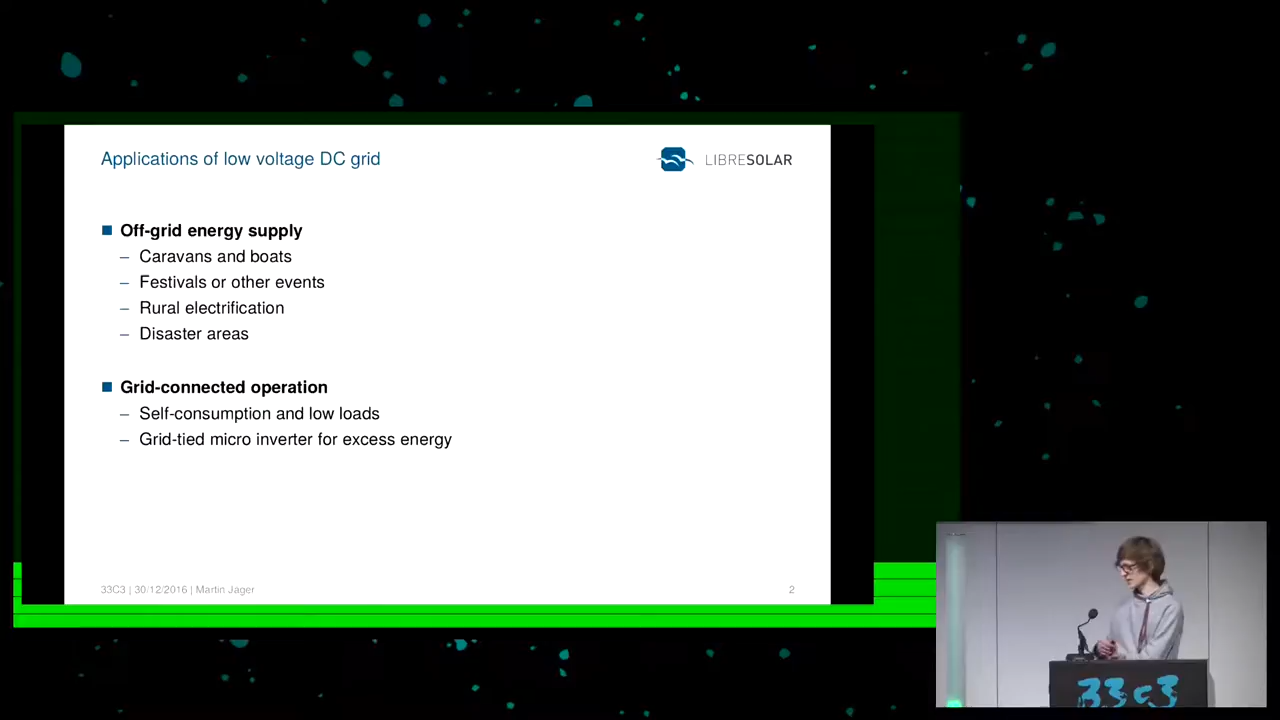 Applications of low voltage DC grid
LIBRESOLAR
Off-grid energy supply
– Caravans and boats
– Festivals or other events
– Rural electrification
– Disaster areas
Grid-connected operation
– Self-consumption and low loads
– Grid-tied micro inverter for excess energy
33C3 | 30/12/2016 | Martin Jager
2
33c3